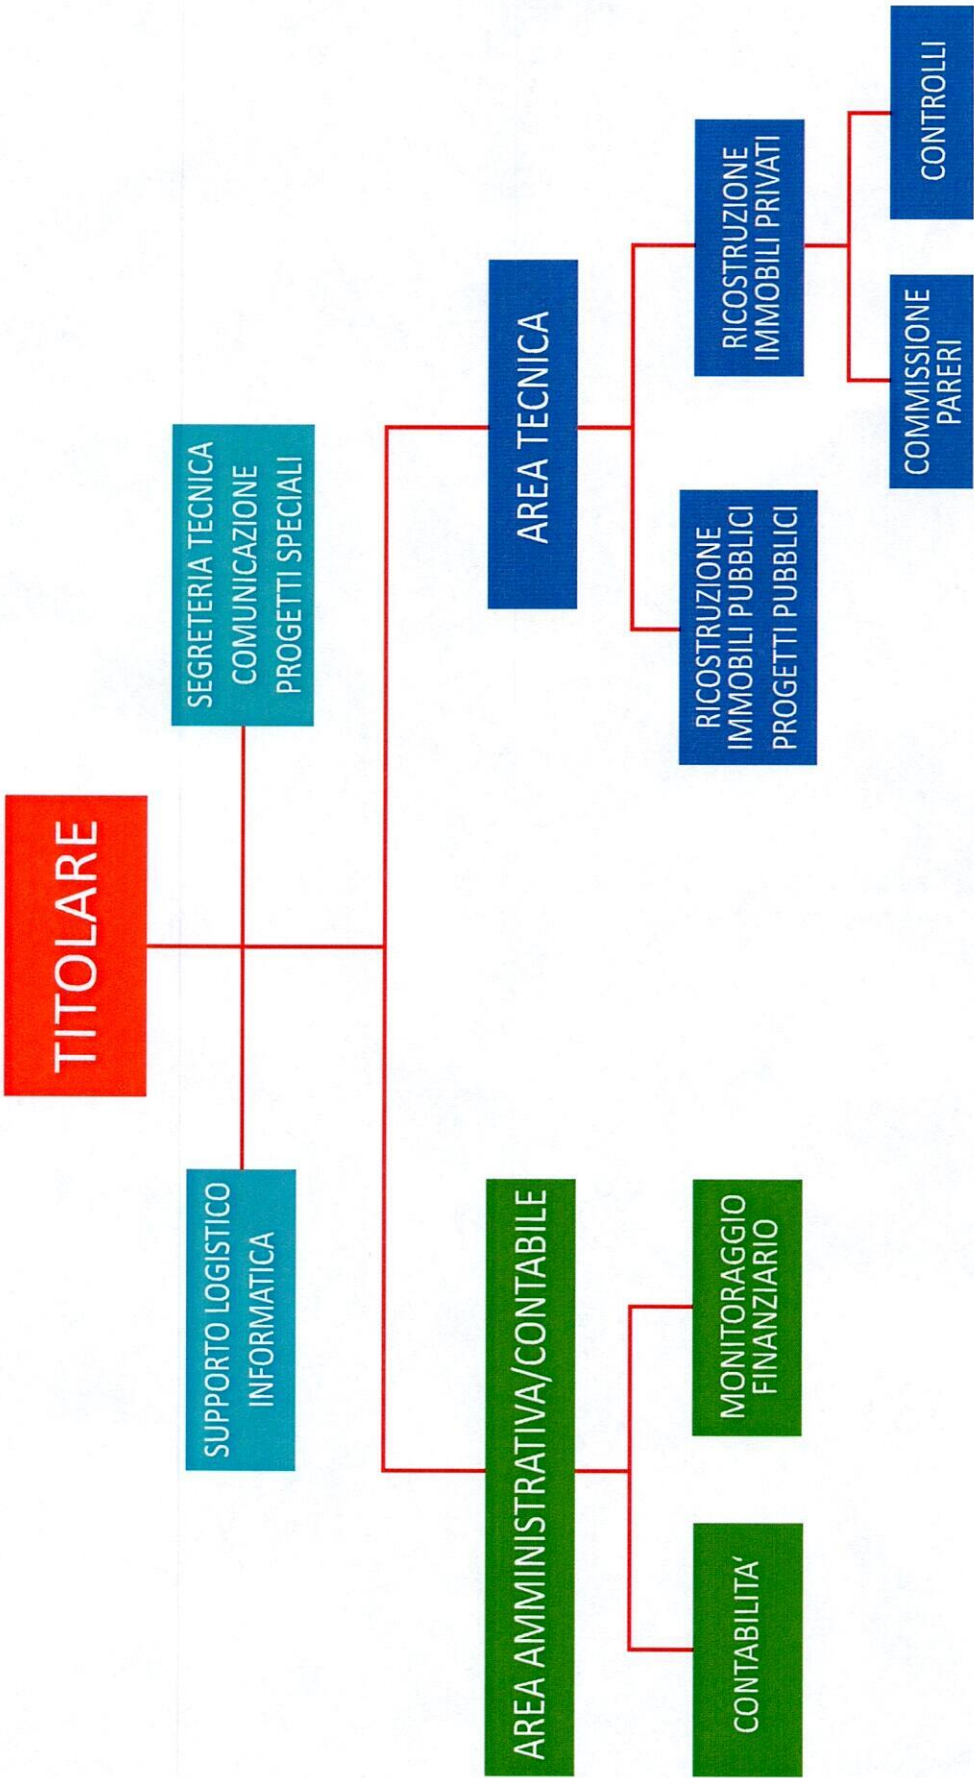 TITOLARE
SUPPORTO LOGISTICO
INFORMATICA
SEGRETERIA TECNICA
COMUNICAZIONE
PROGETTI SPECIALI
AREA AMMINISTRATIVA/CONTABILE
AREA TECNICA
CONTABILITA'
MONITORAGGIO
FINANZIARIO
RICOSTRUZIONE
IMMOBILI PUBBLICI
PROGETTI PUBBLICI
RICOSTRUZIONE
IMMOBILI PRIVATI
COMMISSIONE
PARERI
CONTROLLI